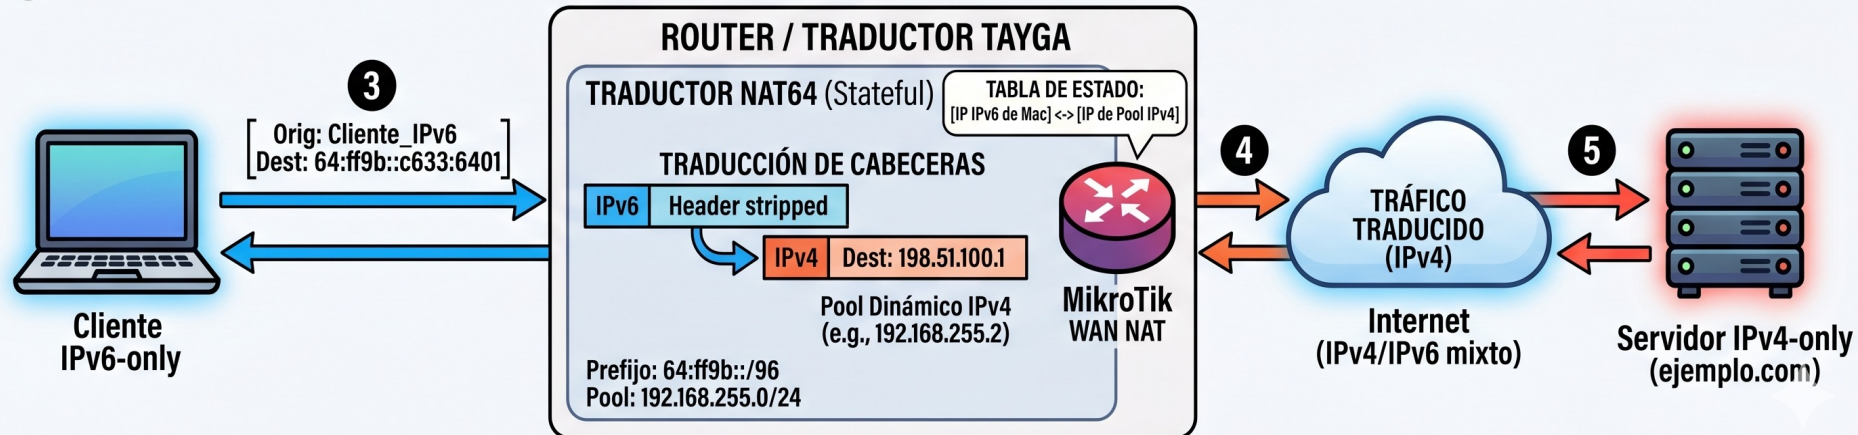 ROUTER / TRADUCTOR TAYGA
3
Orig: Cliente_IPv6
Dest: 64:ff9b::c633:6401
Cliente
IPv6-only
TRADUCTOR NAT64 (Stateful)
TABLA DE ESTADO:
[IP IPv6 de Mac] <-> [IP de Pool IPv4]
TRADUCCIÓN DE CABECERAS
IPv6 Header stripped
IPv4 Dest: 198.51.100.1
Pool Dinámico IPv4
(e.g., 192.168.255.2)
Prefijo: 64:ff9b::/96
Pool: 192.168.255.0/24
MikroTik
WAN NAT
4
TRÁFICO
TRADUCIDO
(IPv4)
Internet
(IPv4/IPv6 mixto)
5
Servidor IPv4-only
(ejemplo.com)